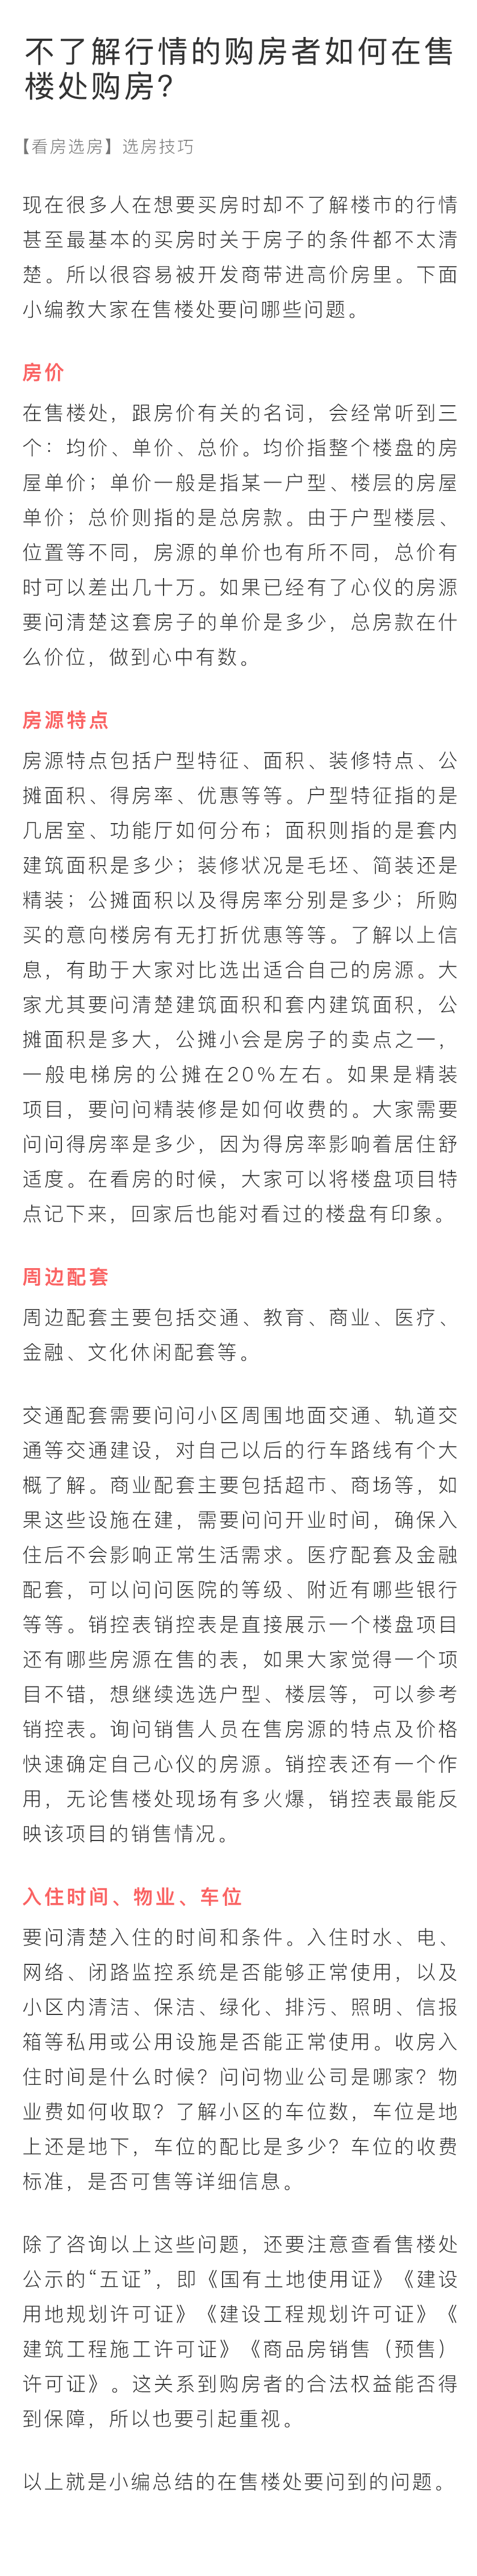 不了解行情的购房者如何在售
楼处购房？
【看房选房】选房技巧
现在很多人在想要买房时却不了解楼市的行情
甚至最基本的买房时关于房子的条件都不太清
楚。所以很容易被开发商带进高价房里。下面
小编教大家在售楼处要问哪些问题。
房价
在售楼处，跟房价有关的名词，会经常听到三
个：均价、单价、总价。均价指整个楼盘的房
屋单价；单价一般是指某一户型、楼层的房屋
单价；总价则指的是总房款。由于户型楼层、
位置等不同，房源的单价也有所不同，总价有
时可以差出几十万。如果已经有了心仪的房源
要问清楚这套房子的单价是多少，总房款在什
么价位，做到心中有数。
房源特点
房源特点包括户型特征、面积、装修特点、公
摊面积、得房率、优惠等等。户型特征指的是
几居室、功能厅如何分布；面积则指的是套内
建筑面积是多少；装修状况是毛坯、简装还是
精装；公摊面积以及得房率分别是多少；所购
买的意向楼房有无打折优惠等等。了解以上信
息，有助于大家对比选出适合自己的房源。大
家尤其要问清楚建筑面积和套内建筑面积，公
摊面积是多大，公摊小会是房子的卖点之一，
一般电梯房的公摊在20%左右。如果是精装
项目，要问问精装修是如何收费的。大家需要
问问得房率是多少，因为得房率影响着居住舒
适度。在看房的时候，大家可以将楼盘项目特
点记下来，回家后也能对看过的楼盘有印象。
周边配套
周边配套主要包括交通、教育、商业、医疗、
金融、文化休闲配套等。
交通配套需要问问小区周围地面交通、轨道交
通等交通建设，对自己以后的行车路线有个大
概了解。商业配套主要包括超市、商场等，如
果这些设施在建，需要问问开业时间，确保入
住后不会影响正常生活需求。医疗配套及金融
配套，可以问问医院的等级、附近有哪些银行
等等。销控表销控表是直接展示一个楼盘项目
还有哪些房源在售的表，如果大家觉得一个项
目不错，想继续选选户型、楼层等，可以参考
销控表。询问销售人员在售房源的特点及价格
快速确定自己心仪的房源。销控表还有一个作
用，无论售楼处现场有多火爆，销控表最能反
映该项目的销售情况。
入住时间、物业、车位
要问清楚入住的时间和条件。入住时水、电、
网络、闭路监控系统是否能够正常使用，以及
小区内清洁、保洁、绿化、排污、照明、信报
箱等私用或公用设施是否能正常使用。收房入
住时间是什么时候？问问物业公司是哪家？物
业费如何收取？了解小区的车位数，车位是地
上还是地下，车位的配比是多少？车位的收费
标准，是否可售等详细信息。
除了咨询以上这些问题，还要注意查看售楼处
公示的“五证”，即《国有土地使用证》《建设
用地规划许可证》《建设工程规划许可证》《
建筑工程施工许可证》《商品房销售（预售）
许可证》。这关系到购房者的合法权益能否得
到保障，所以也要引起重视。
以上就是小编总结的在售楼处要问到的问题。